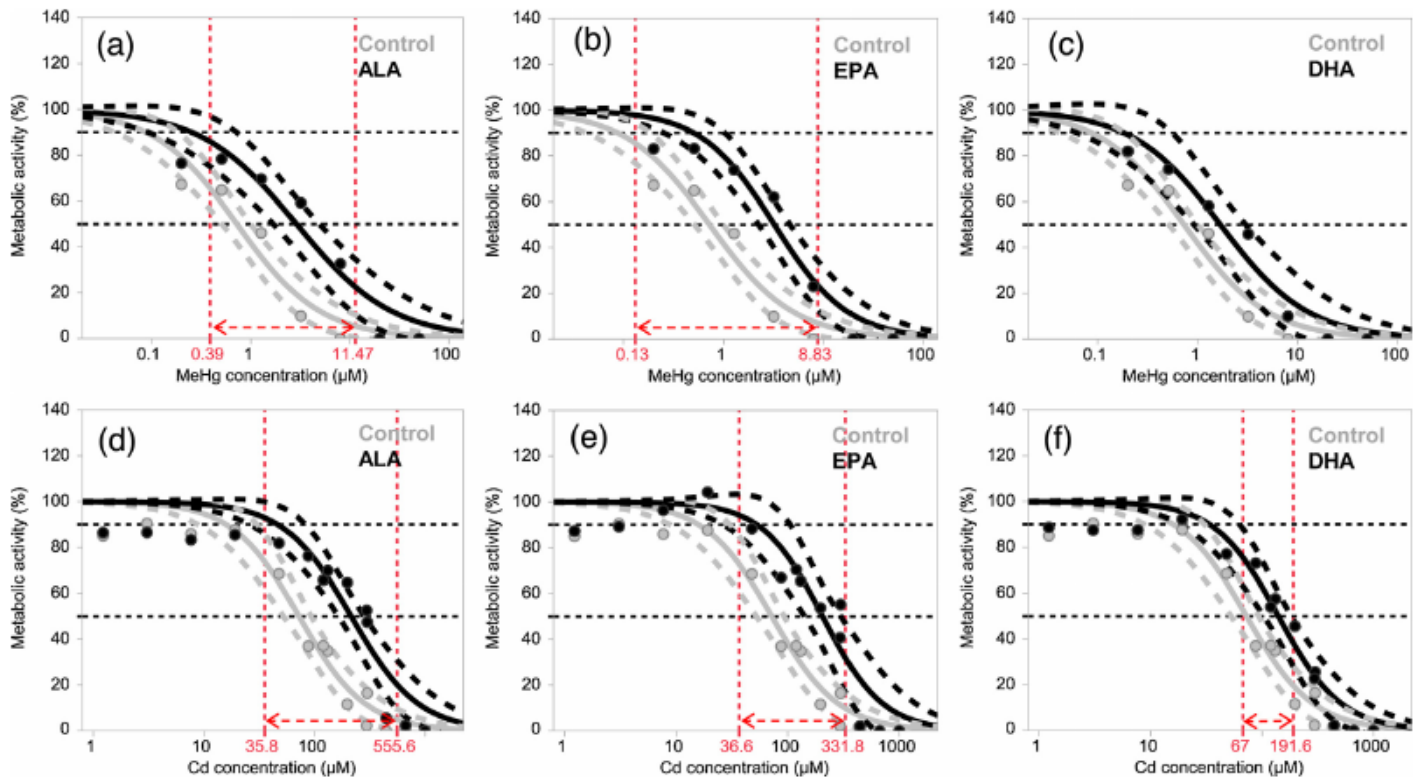 (a)
Control
ALA
Metabolic activity (%)
140
120
100
80
60
40
20
0
0.1
0.39
1
11.47
100
MeHg concentration (µM)
(b)
Control
EPA
Metabolic activity (%)
140
120
100
80
60
40
20
0
0.13
1
8.83
100
MeHg concentration (µM)
(c)
Control
DHA
Metabolic activity (%)
140
120
100
80
60
40
20
0
0.1
1
10
100
MeHg concentration (µM)
(d)
Control
ALA
Metabolic activity (%)
140
120
100
80
60
40
20
0
1
10
35.8
100
555.6
Cd concentration (µM)
(e)
Control
EPA
Metabolic activity (%)
140
120
100
80
60
40
20
0
1
10
36.6
100
331.8
1000
Cd concentration (µM)
(f)
Control
DHA
Metabolic activity (%)
140
120
100
80
60
40
20
0
1
10
67
191.6
1000
Cd concentration (µM)